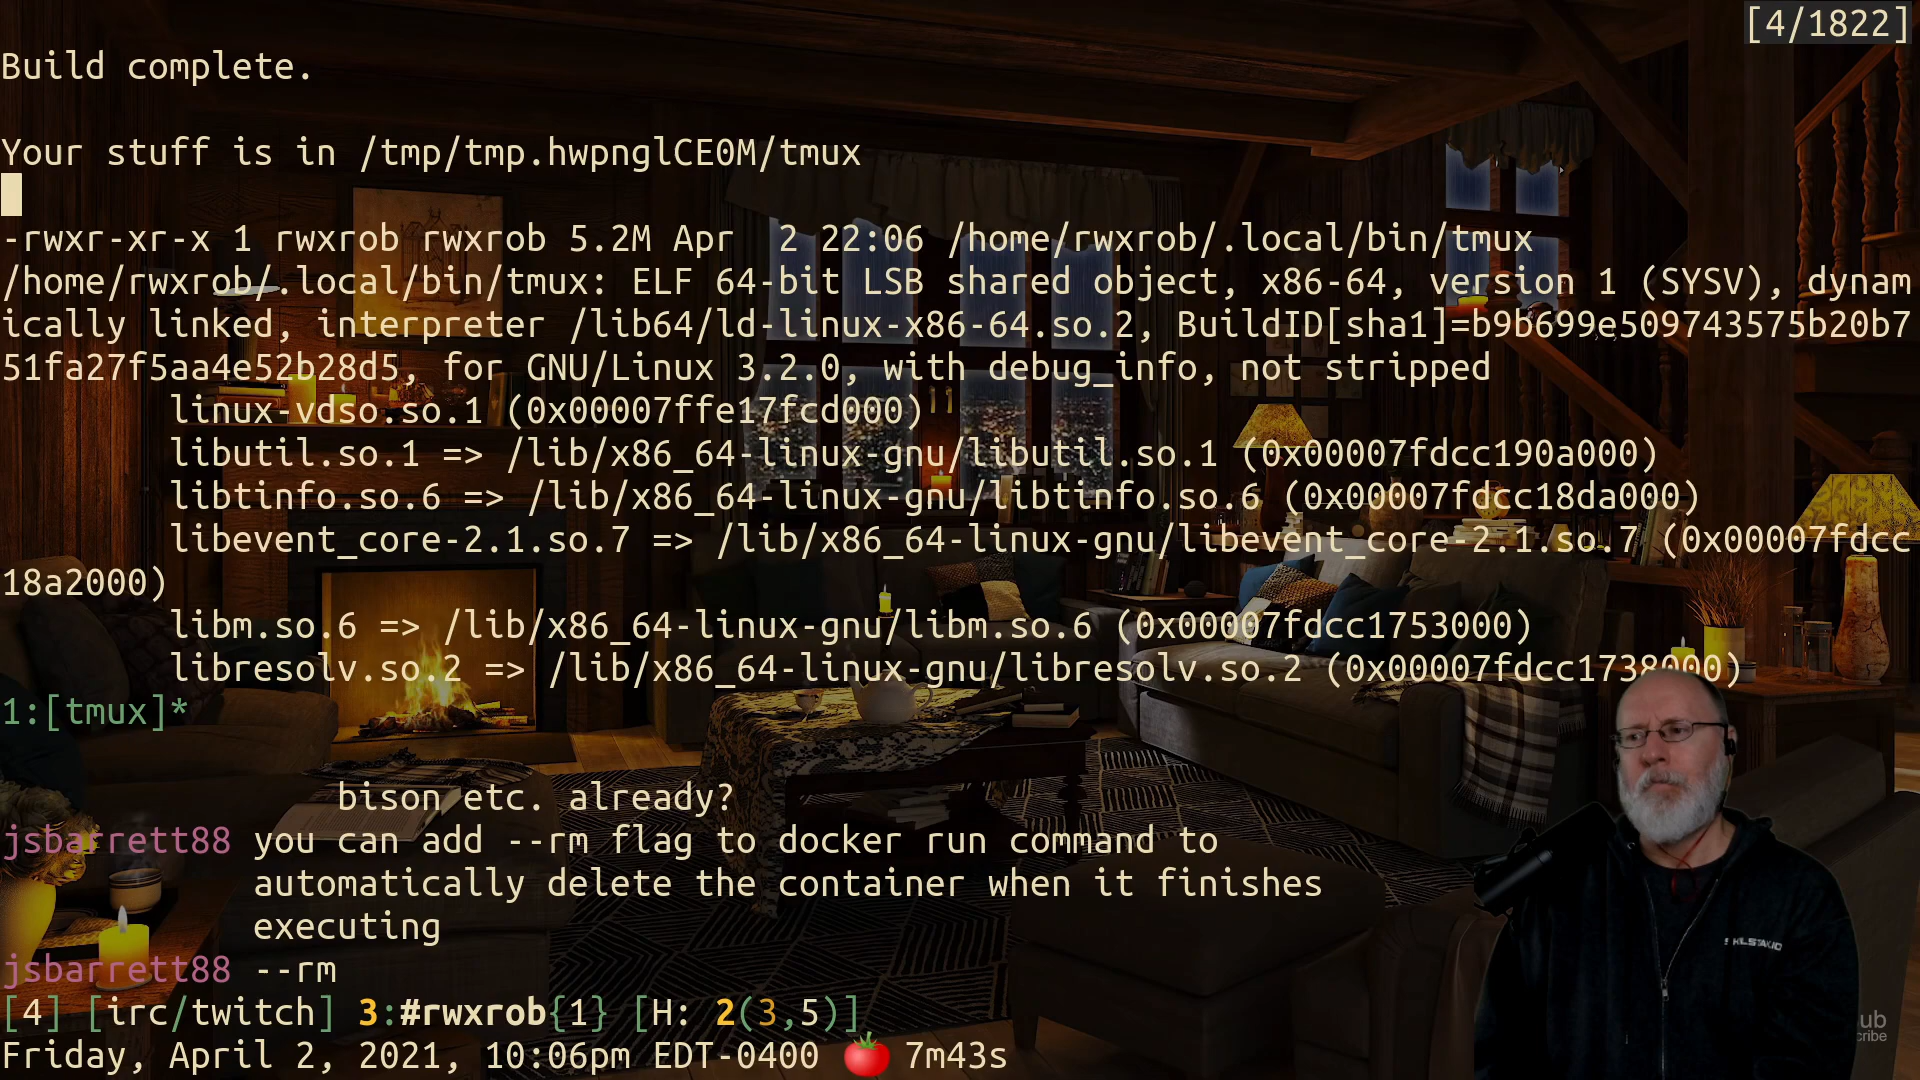 [4/1822]
Build complete.
Your stuff is in /tmp/tmp.hwpnglCE0M/tmux
-rwxr-xr-x 1 rwxrob rwxrob 5.2M Apr  2 22:06 /home/rwxrob/.local/bin/tmux
/home/rwxrob/.local/bin/tmux: ELF 64-bit LSB shared object, x86-64, version 1 (SYSV), dynam
ically linked, interpreter /lib64/ld-linux-x86-64.so.2, BuildID[sha1]=b9b699e509743575b20b7
51fa27f5aa4e52b28d5, for GNU/Linux 3.2.0, with debug_info, not stripped
linux-vdso.so.1 (0x00007ffe17fcd000)
libutil.so.1 => /lib/x86_64-linux-gnu/libutil.so.1 (0x00007fdcc190a000)
libtinfo.so.6 => /lib/x86_64-linux-gnu/libtinfo.so.6 (0x00007fdcc18da000)
libevent_core-2.1.so.7 => /lib/x86_64-linux-gnu/libevent_core-2.1.so.7 (0x00007fdcc
18a2000)
libm.so.6 => /lib/x86_64-linux-gnu/libm.so.6 (0x00007fdcc1753000)
libresolv.so.2 => /lib/x86_64-linux-gnu/libresolv.so.2 (0x00007fdcc1738000)
1:[tmux]*
bison etc. already?
jsbarrett88 you can add --rm flag to docker run command to
automatically delete the container when it finishes
executing
jsbarrett88 --rm
[4] [irc/twitch] 3:#rwxrob{1} [H: 2(3,5)]
Friday, April 2, 2021, 10:06pm EDT-0400 🍅 7m43s